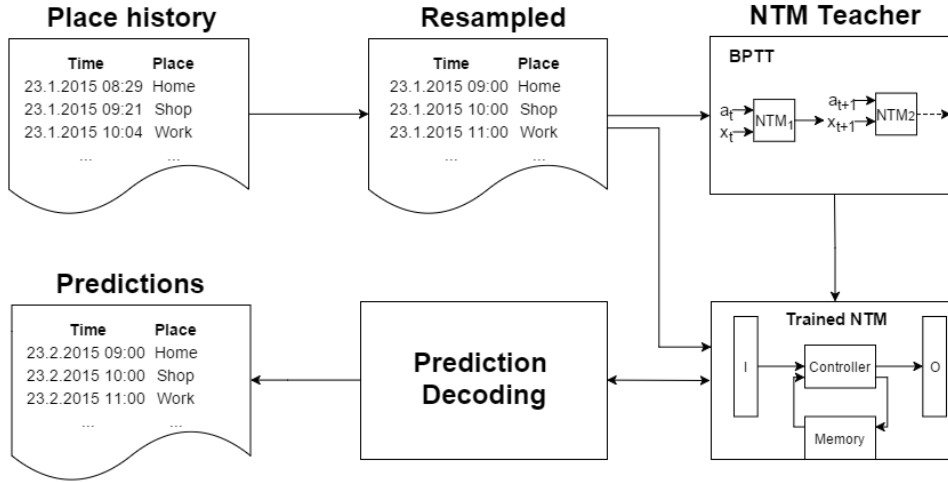 Place history
Time Place
23.1.2015 08:29 Home
23.1.2015 09:21 Shop
23.1.2015 10:04 Work
... ...
Resampled
Time Place
23.1.2015 09:00 Home
23.1.2015 10:00 Shop
23.1.2015 11:00 Work
... ...
NTM Teacher
BPTT
a_t
x_t
NTM_1
a_t+1
x_t+1
NTM_2
Predictions
Time Place
23.2.2015 09:00 Home
23.2.2015 10:00 Shop
23.2.2015 11:00 Work
... ...
Prediction
Decoding
Trained NTM
I
Controller
O
Memory